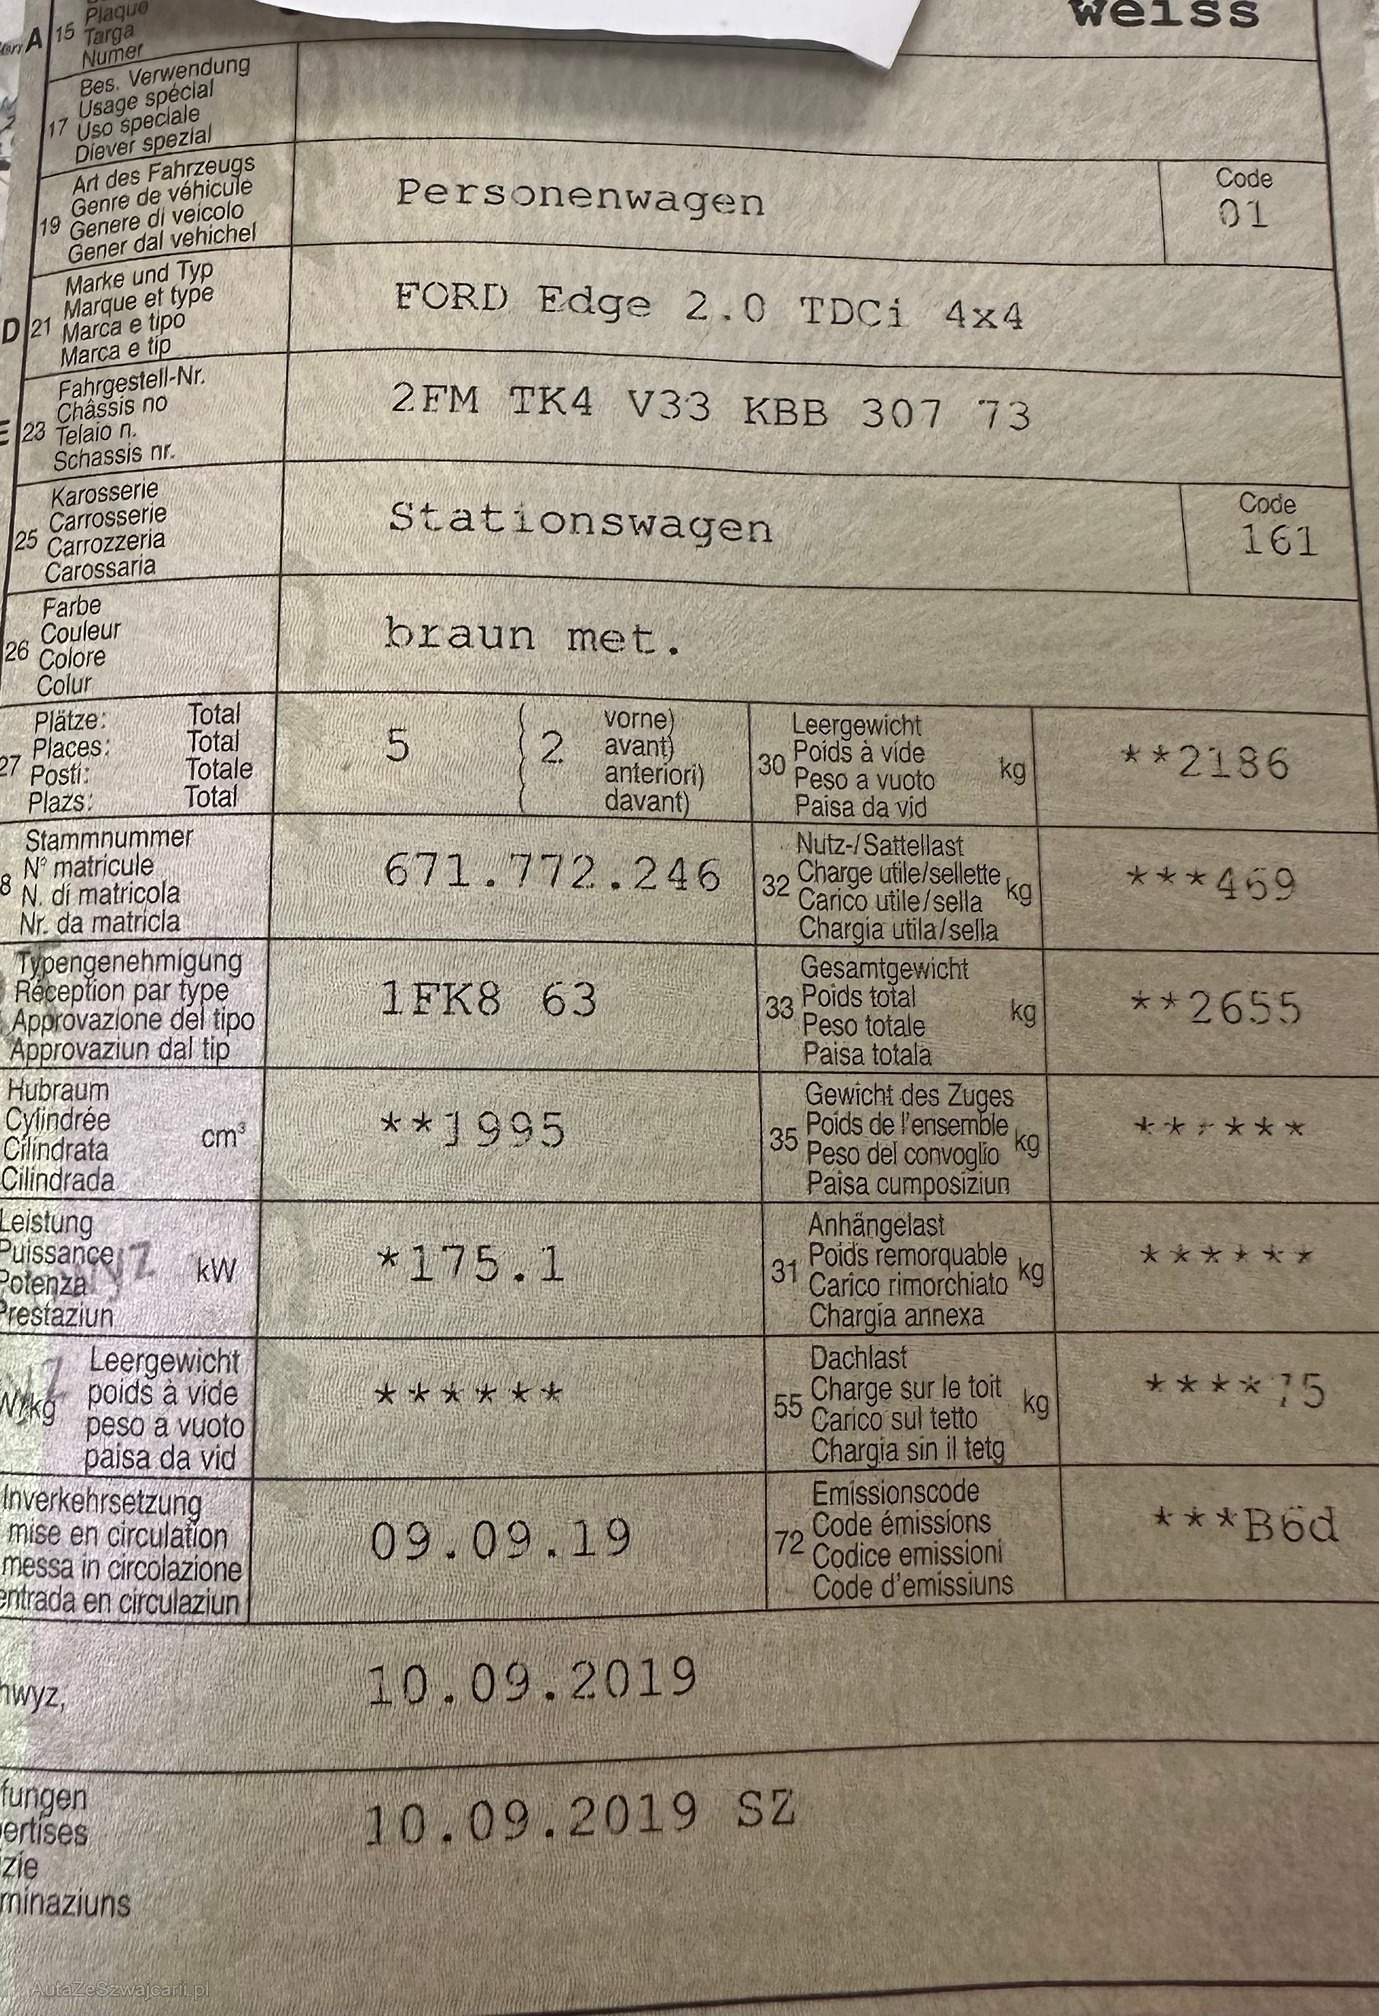 A 15 Plaque
Targa
Numer
weiss
Bes. Verwendung
Usage spécial
17 Uso speciale
Diever spezial
Art des Fahrzeugs
Genre de véhicule
19 Genere di veicolo
Gener dal vehichel
Personenwagen
Code
01
Marke und Typ
Marque et type
D 21 Marca e tipo
Marca e tip
FORD Edge 2.0 TDCi 4x4
Fahrgestell-Nr.
Châssis no
E 23 Telaio n.
Schassis nr.
2FM TK4 V33 KBB 307 73
Karosserie
Carrosserie
25 Carrozzeria
Carossaria
Stationswagen
Code
161
Farbe
Couleur
26 Colore
Colur
braun met.
Plätze: Total
Places: Total
27 Posti: Totale
Plazs: Total
5 2 vorne)
avant)
anteriori)
davant)
Leergewicht
30 Poids à vide kg
Peso a vuoto
Paisa da vid
**2186
Stammnummer
8 N° matricule
N. di matricola
Nr. da matricla
671.772.246
Nutz-/Sattellast
32 Charge utile/sellette kg
Carico utile/sella
Chargia utila/sella
***469
Typengenehmigung
Réception par type
Approvazione del tipo
Approvaziun dal tip
1FK8 63
Gesamtgewicht
33 Poids total kg
Peso totale
Paisa totala
**2655
Hubraum
Cylindrée cm³
Cilindrata
Cilindrada
**1995
Gewicht des Zuges
35 Poids de l'ensemble kg
Peso del convoglio
Paisa cumposiziun
******
Leistung
Puissance kW
Potenza
Prestaziun
*175.1
Anhängelast
31 Poids remorquable kg
Carico rimorchiato
Chargia annexa
******
Leergewicht
W/kg poids à vide
peso a vuoto
paisa da vid
******
Dachlast
55 Charge sur le toit kg
Carico sul tetto
Chargia sin il tetg
****75
Inverkehrsetzung
mise en circulation
messa in circolazione
entrada en circulaziun
09.09.19
Emissionscode
72 Code émissions
Codice emissioni
Code d'emissiuns
***B6d
hwyz,
10.09.2019
fungen
ertises
zie
minaziuns
10.09.2019 SZ
AutaZeSzwajcarii.pl